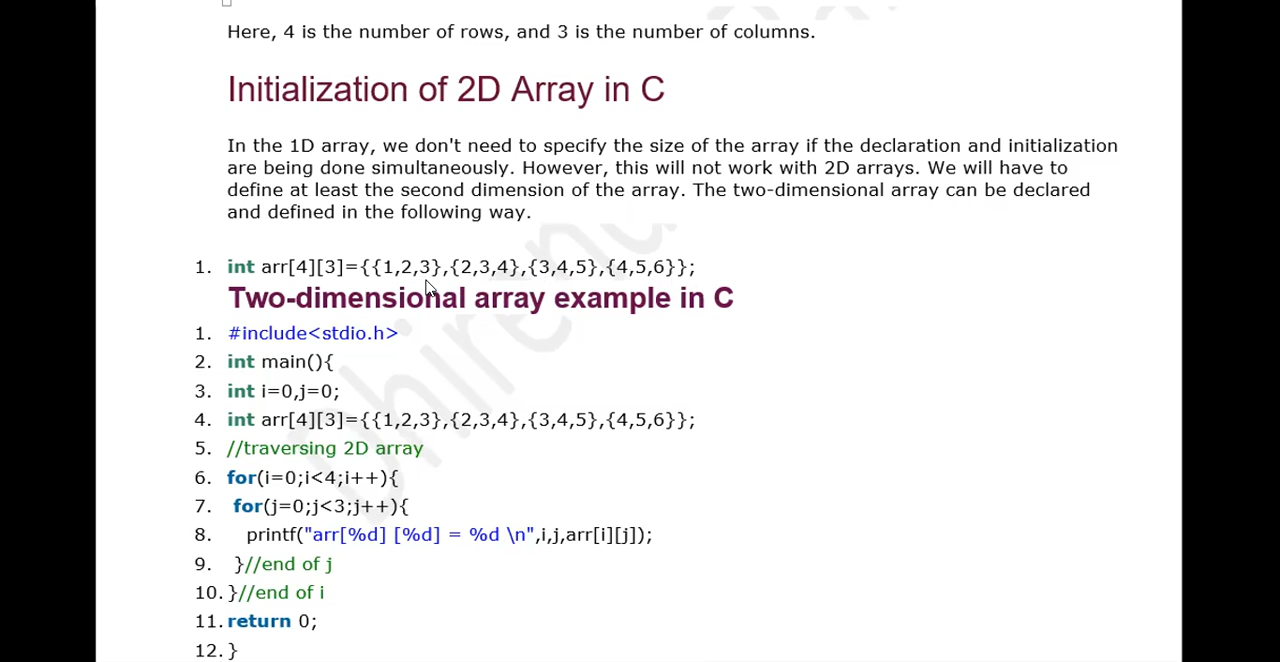 Here, 4 is the number of rows, and 3 is the number of columns.
Initialization of 2D Array in C
In the 1D array, we don't need to specify the size of the array if the declaration and initialization
are being done simultaneously. However, this will not work with 2D arrays. We will have to
define at least the second dimension of the array. The two-dimensional array can be declared
and defined in the following way.
1. int arr[4][3]={{1,2,3},{2,3,4},{3,4,5},{4,5,6}};
Two-dimensional array example in C
1. #include<stdio.h>
2. int main(){
3. int i=0,j=0;
4. int arr[4][3]={{1,2,3},{2,3,4},{3,4,5},{4,5,6}};
5. //traversing 2D array
6. for(i=0;i<4;i++){
7. for(j=0;j<3;j++){
8. printf("arr[%d] [%d] = %d \n",i,j,arr[i][j]);
9. }//end of j
10. }//end of i
11. return 0;
12. }